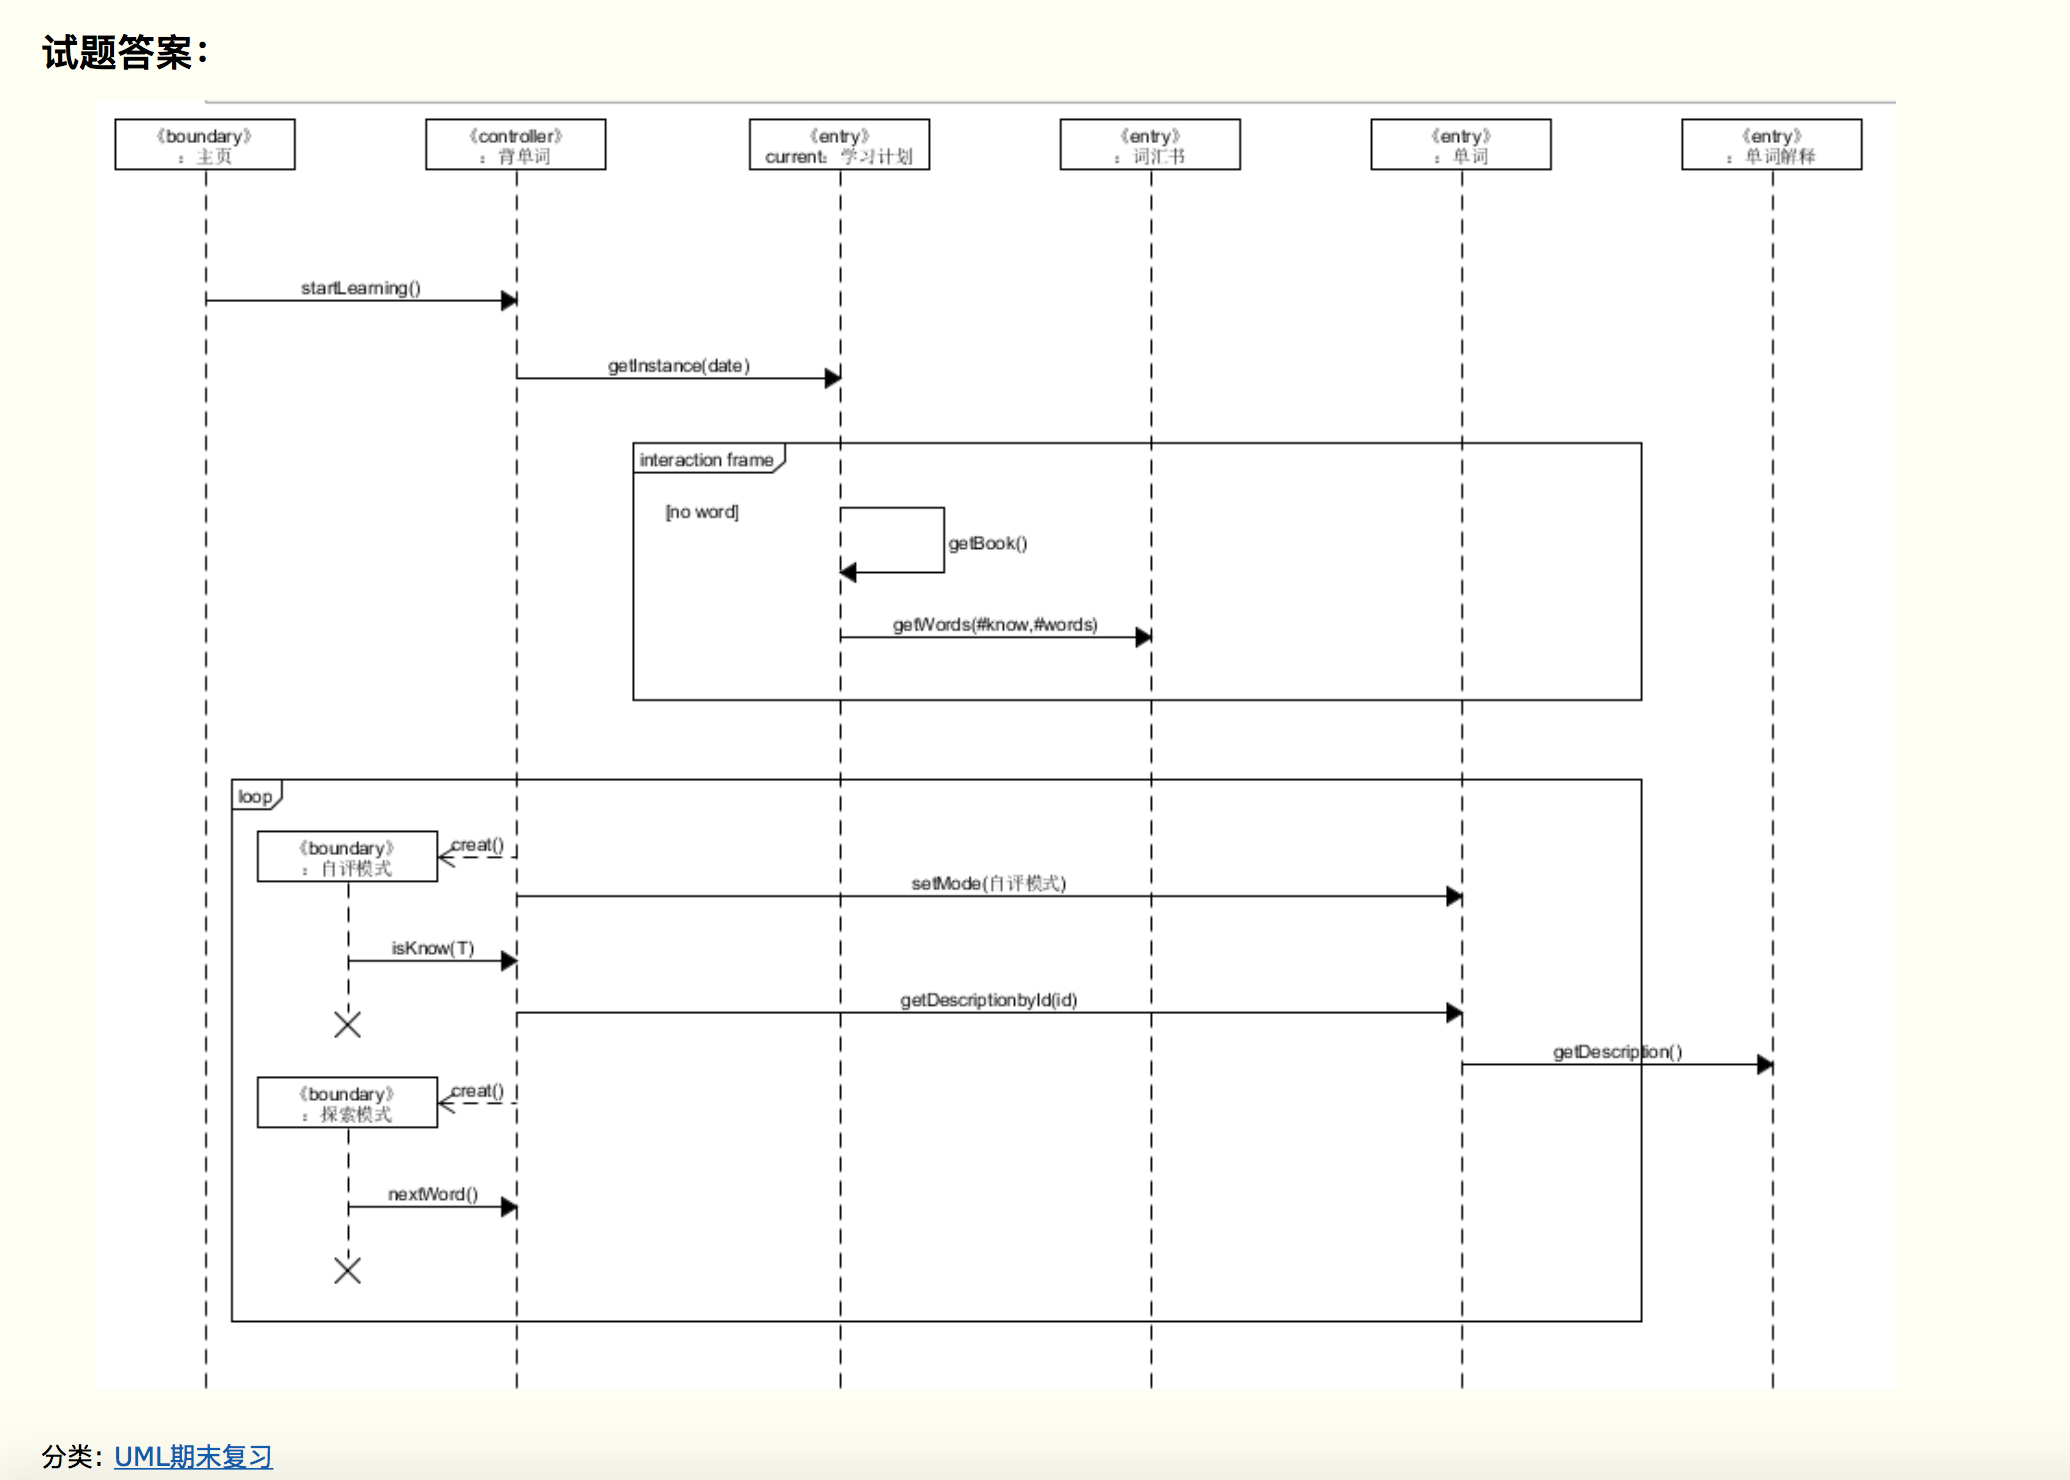 试题答案：
《boundary》
：主页
《controller》
：背单词
《entry》
current：学习计划
《entry》
：词汇书
《entry》
：单词
《entry》
：单词解释
startLearning()
getInstance(date)
interaction frame
[no word]
getBook()
getWords(#know,#words)
loop
《boundary》
：自评模式
creat()
setMode(自评模式)
isKnow(T)
getDescriptionbyId(id)
getDescription()
《boundary》
：探索模式
creat()
nextWord()
分类：UML期末复习